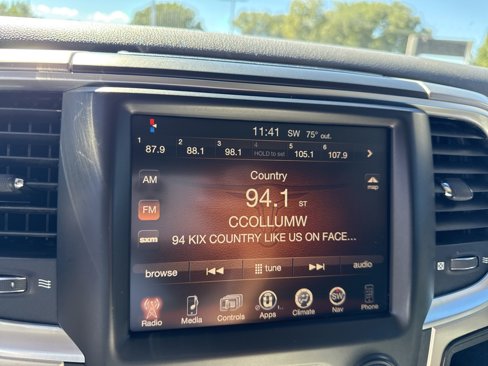 11:41 SW 75° out.
1 87.9 2 88.1 3 98.1 4 HOLD to set 5 105.1 6 107.9
AM
Country
map
94.1 ST
FM
CCOLLUMW
sxm
94 KIX COUNTRY LIKE US ON FACE...
browse
tune
audio
Radio
Media
Controls
Apps
Climate
SW
Nav
Phone